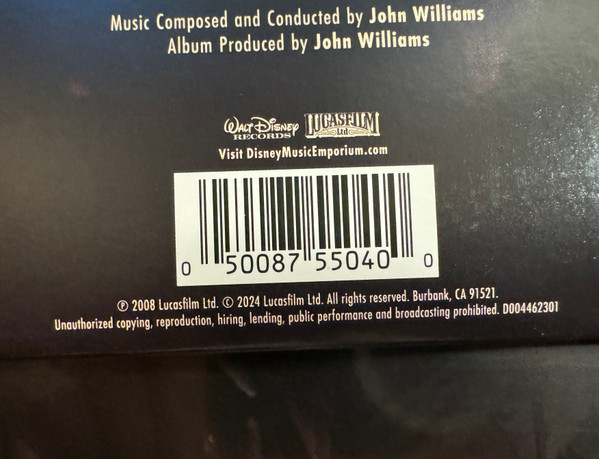 Music Composed and Conducted by John Williams
Album Produced by John Williams
WALT DISNEY RECORDS
LUCASFILM Ltd
Visit DisneyMusicEmporium.com
0 50087 55040 0
℗ 2008 Lucasfilm Ltd. © 2024 Lucasfilm Ltd. All rights reserved. Burbank, CA 91521.
Unauthorized copying, reproduction, hiring, lending, public performance and broadcasting prohibited. D004462301